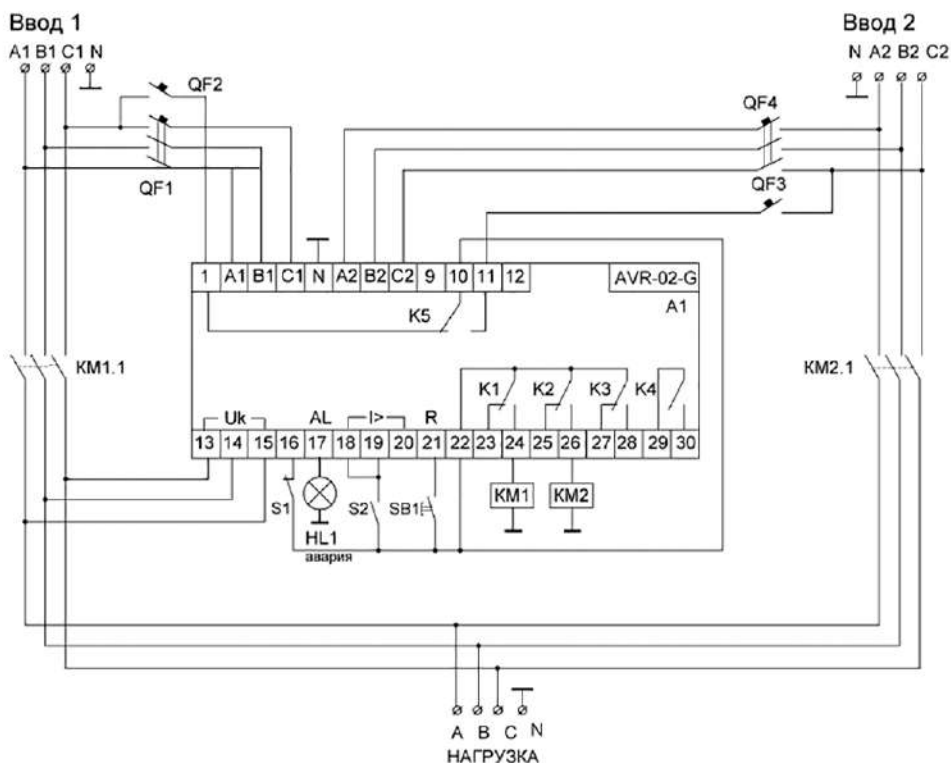 Ввод 1
Ввод 2
A1 B1 C1 N
N A2 B2 C2
QF2
QF4
QF1
QF3
1 A1 B1 C1 N A2 B2 C2 9 10 11 12
AVR-02-G
A1
K5
KM1.1
KM2.1
K1 K2 K3 K4
Uk AL I> R
13 14 15 16 17 18 19 20 21 22 23 24 25 26 27 28 29 30
S1
S2
SB1
KM1
KM2
HL1
авария
A B C N
НАГРУЗКА